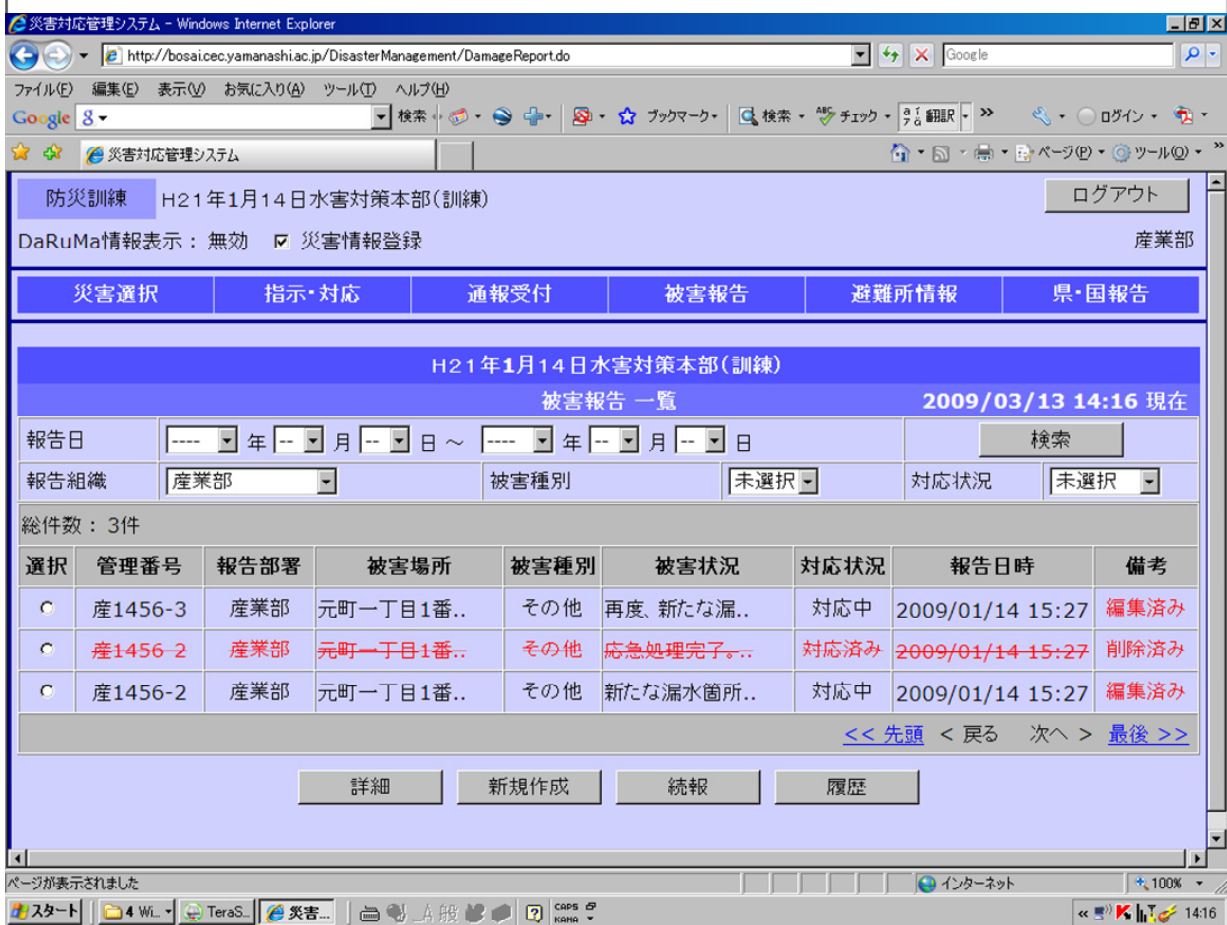 災害対応管理システム - Windows Internet Explorer
http://bosai.cec.yamanashi.ac.jp/DisasterManagement/DamageReport.do Google
ファイル(F) 編集(E) 表示(V) お気に入り(A) ツール(T) ヘルプ(H)
Google 検索 ブックマーク 検索 チェック 翻訳 ログイン
災害対応管理システム ページ(P) ツール(O)
防災訓練 H21年1月14日水害対策本部(訓練) ログアウト
DaRuMa情報表示: 無効 災害情報登録 産業部
災害選択 指示・対応 通報受付 被害報告 避難所情報 県・国報告
H21年1月14日水害対策本部(訓練)
被害報告 一覧 2009/03/13 14:16 現在
報告日 ---- 年 -- 月 -- 日 ~ ---- 年 -- 月 -- 日 検索
報告組織 産業部 被害種別 未選択 対応状況 未選択
総件数: 3件
選択 管理番号 報告部署 被害場所 被害種別 被害状況 対応状況 報告日時 備考
産1456-3 産業部 元町一丁目1番.. その他 再度、新たな漏.. 対応中 2009/01/14 15:27 編集済み
産1456-2 産業部 元町一丁目1番.. その他 応急処理完了。.. 対応済み 2009/01/14 15:27 削除済み
産1456-2 産業部 元町一丁目1番.. その他 新たな漏水箇所.. 対応中 2009/01/14 15:27 編集済み
<< 先頭 < 戻る 次へ > 最後 >>
詳細 新規作成 続報 履歴
ページが表示されました インターネット 100%
スタート 4 Wi... TeraS... 災害... A 般 CAPS KANA 14:16